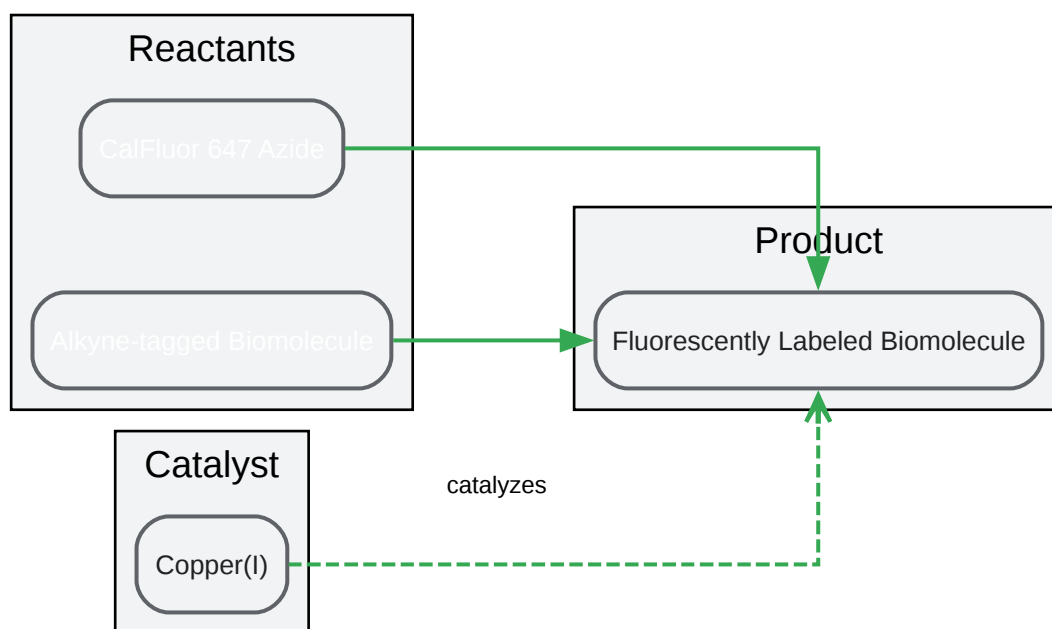 Reactants
CalFluor 647 Azide
Alkyne-tagged Biomolecule
Product
Fluorescently Labeled Biomolecule
Catalyst
Copper(I)
catalyzes